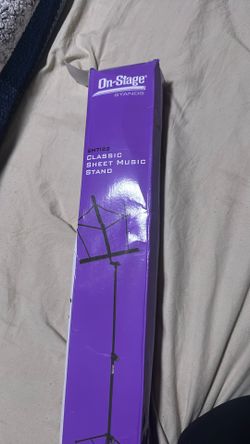 On-Stage®
STANDS
SM7122
CLASSIC
SHEET MUSIC
STAND